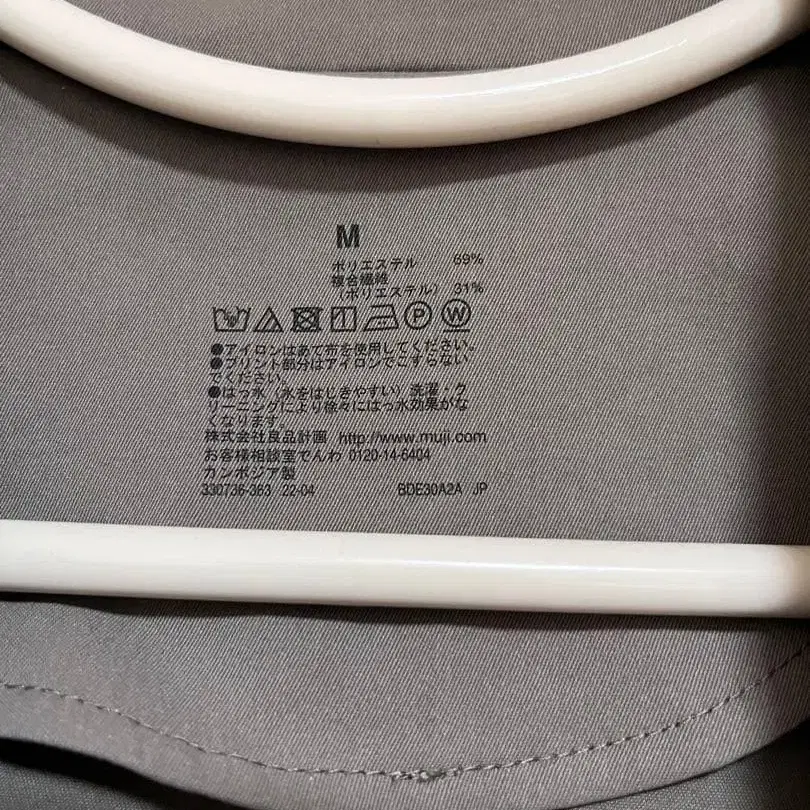 M
ポリエステル 69%
複合繊維
(ポリエステル) 31%
P W
●アイロンはあて布を使用してください。
●プリント部分はアイロンでこすらない
でください。
●はっ水(水をはじきやすい)洗濯・ク
リーニングにより徐々にはっ水効果がな
くなります。
株式会社良品計画 http://www.muji.com
お客様相談室でんわ 0120-14-6404
カンボジア製
330736-363 22-04 BDE30A2A JP